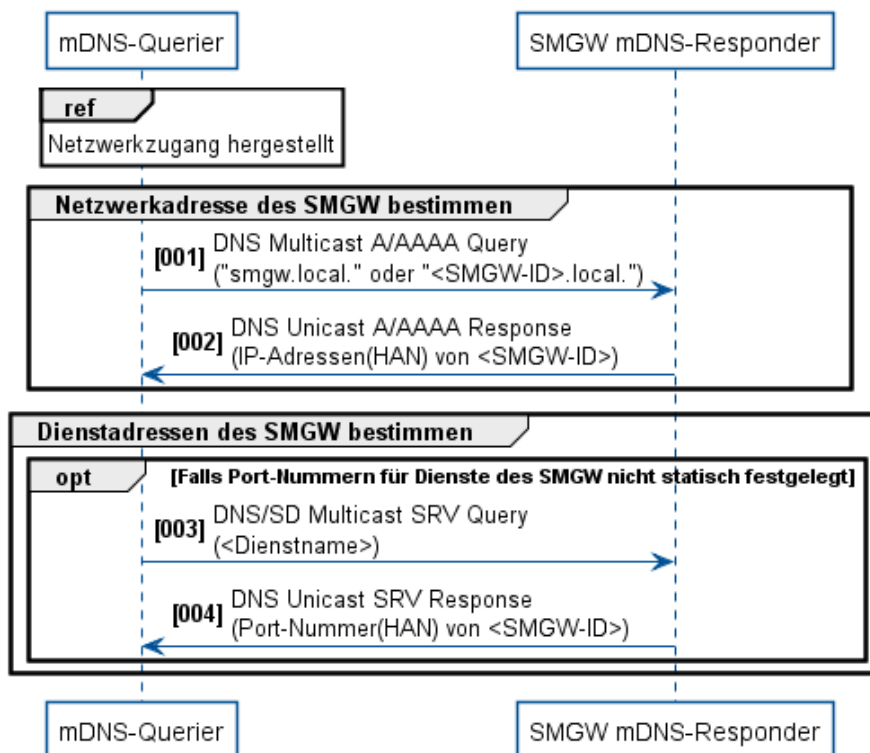 mDNS-Querier
SMGW mDNS-Responder
ref
Netzwerkzugang hergestellt
Netzwerkadresse des SMGW bestimmen
[001] DNS Multicast A/AAAA Query
("smgw.local." oder "<SMGW-ID>.local.")
[002] DNS Unicast A/AAAA Response
(IP-Adressen(HAN) von <SMGW-ID>)
Dienstadressen des SMGW bestimmen
opt [Falls Port-Nummern für Dienste des SMGW nicht statisch festgelegt]
[003] DNS/SD Multicast SRV Query
(<Dienstname>)
[004] DNS Unicast SRV Response
(Port-Nummer(HAN) von <SMGW-ID>)
mDNS-Querier
SMGW mDNS-Responder